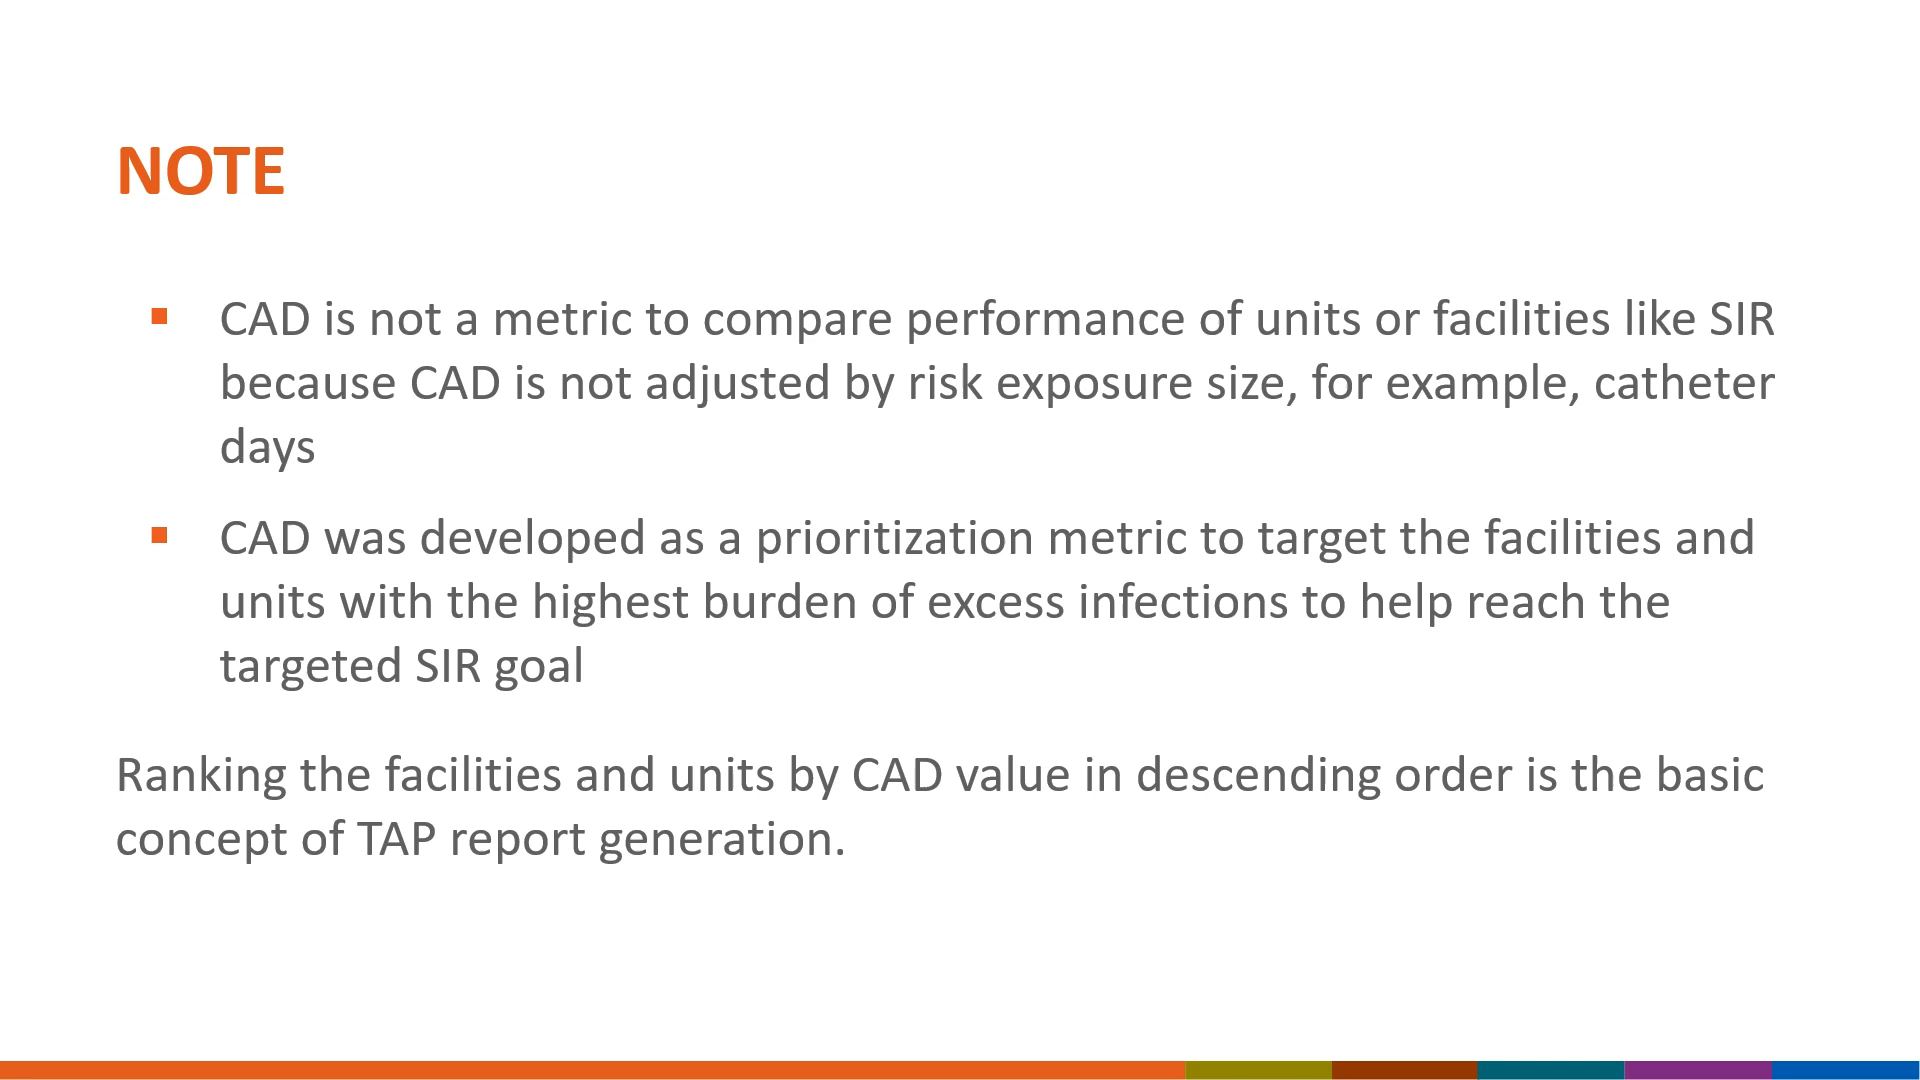 NOTE
▪ CAD is not a metric to compare performance of units or facilities like SIR
because CAD is not adjusted by risk exposure size, for example, catheter
days
▪ CAD was developed as a prioritization metric to target the facilities and
units with the highest burden of excess infections to help reach the
targeted SIR goal
Ranking the facilities and units by CAD value in descending order is the basic
concept of TAP report generation.